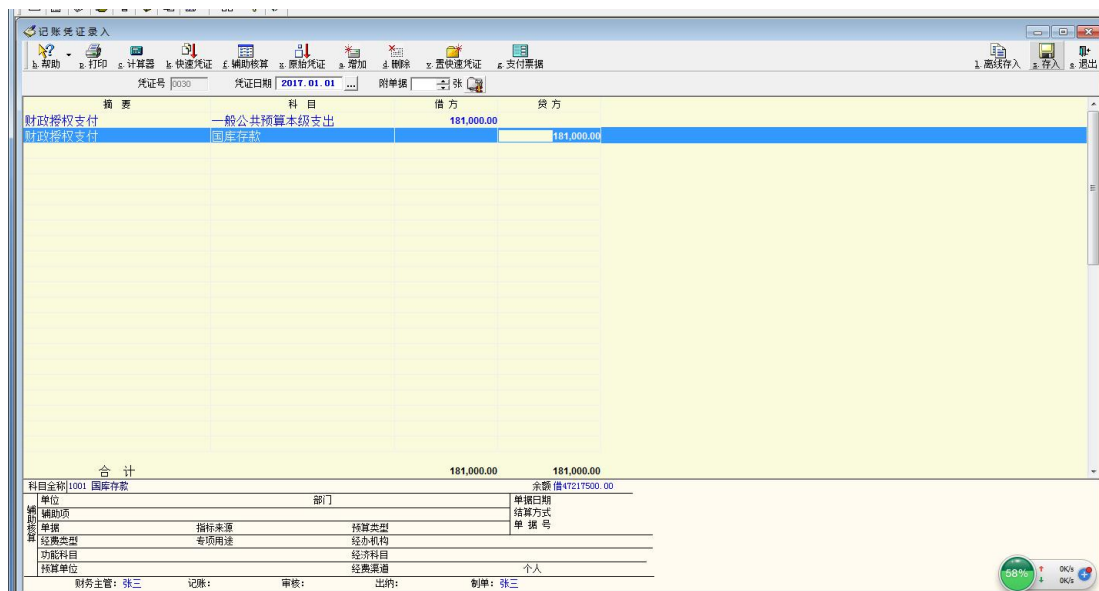 记账凭证录入
h.帮助 p.打印 c.计算器 k.快速凭证 f.辅助核算 x.原始凭证 a.增加 d.删除 z.置快速凭证 g.支付票据 l.离线存入 s.存入 e.退出
凭证号 0030 凭证日期 2017.01.01 ... 附单据 张
摘 要 科 目 借 方 贷 方
财政授权支付 一般公共预算本级支出 181,000.00
财政授权支付 国库存款 181,000.00
合 计 181,000.00 181,000.00
科目全称 1001 国库存款 余额 借47217500.00
辅助核算
单位 部门 单据日期
辅助项 结算方式
单据 指标来源 预算类型 单 据 号
经费类型 专项用途 经办机构
功能科目 经济科目
预算单位 经费渠道 个人
财务主管: 张三 记账: 审核: 出纳: 制单: 张三
58% 0K/s
0K/s